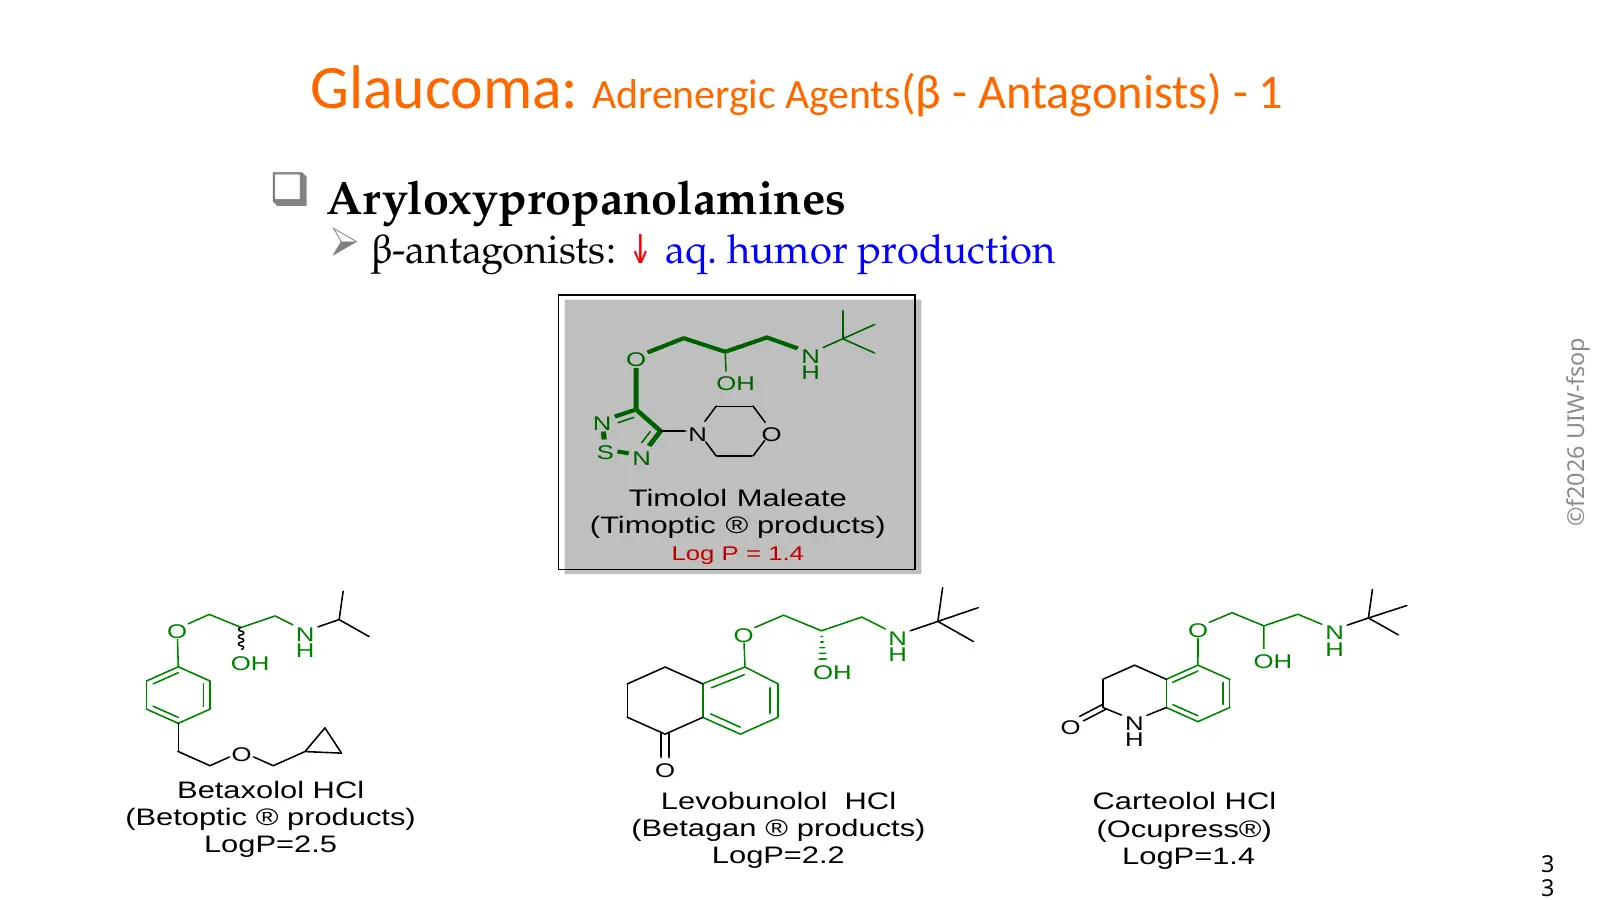 Glaucoma: Adrenergic Agents(β - Antagonists) - 1
Aryloxypropanolamines
β-antagonists: ↓ aq. humor production
O
OH
N
H
N
S
N
N
O
Timolol Maleate
(Timoptic ® products)
Log P = 1.4
O
OH
N
H
O
Betaxolol HCl
(Betoptic ® products)
LogP=2.5
O
OH
N
H
O
Levobunolol HCl
(Betagan ® products)
LogP=2.2
O
OH
N
H
O
N
H
Carteolol HCl
(Ocupress®)
LogP=1.4
©f2026 UIW-fsop
3
3